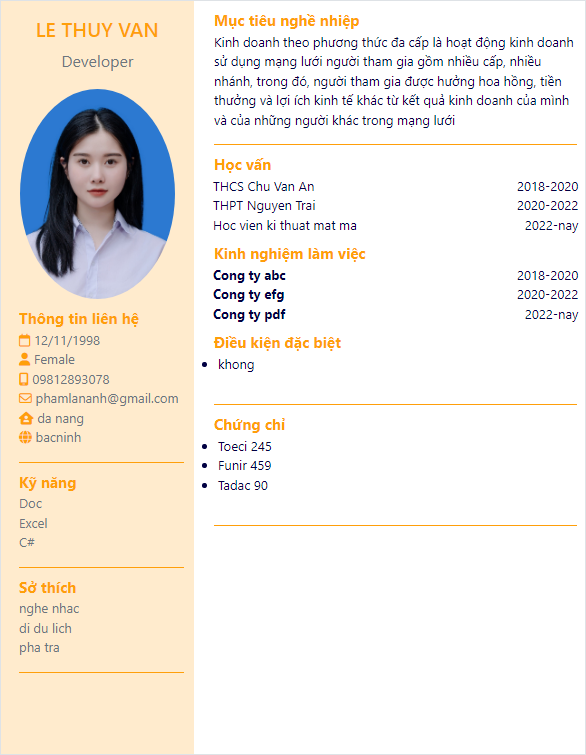 LE THUY VAN
Developer
Thông tin liên hệ
12/11/1998
Female
09812893078
phamlananh@gmail.com
da nang
bacninh
Kỹ năng
Doc
Excel
C#
Sở thích
nghe nhac
di du lich
pha tra
Mục tiêu nghề nhiệp
Kinh doanh theo phương thức đa cấp là hoạt động kinh doanh
sử dụng mạng lưới người tham gia gồm nhiều cấp, nhiều
nhánh, trong đó, người tham gia được hưởng hoa hồng, tiền
thưởng và lợi ích kinh tế khác từ kết quả kinh doanh của mình
và của những người khác trong mạng lưới
Học vấn
THCS Chu Van An 2018-2020
THPT Nguyen Trai 2020-2022
Hoc vien ki thuat mat ma 2022-nay
Kinh nghiệm làm việc
Cong ty abc 2018-2020
Cong ty efg 2020-2022
Cong ty pdf 2022-nay
Điều kiện đặc biệt
khong
Chứng chỉ
Toeci 245
Funir 459
Tadac 90